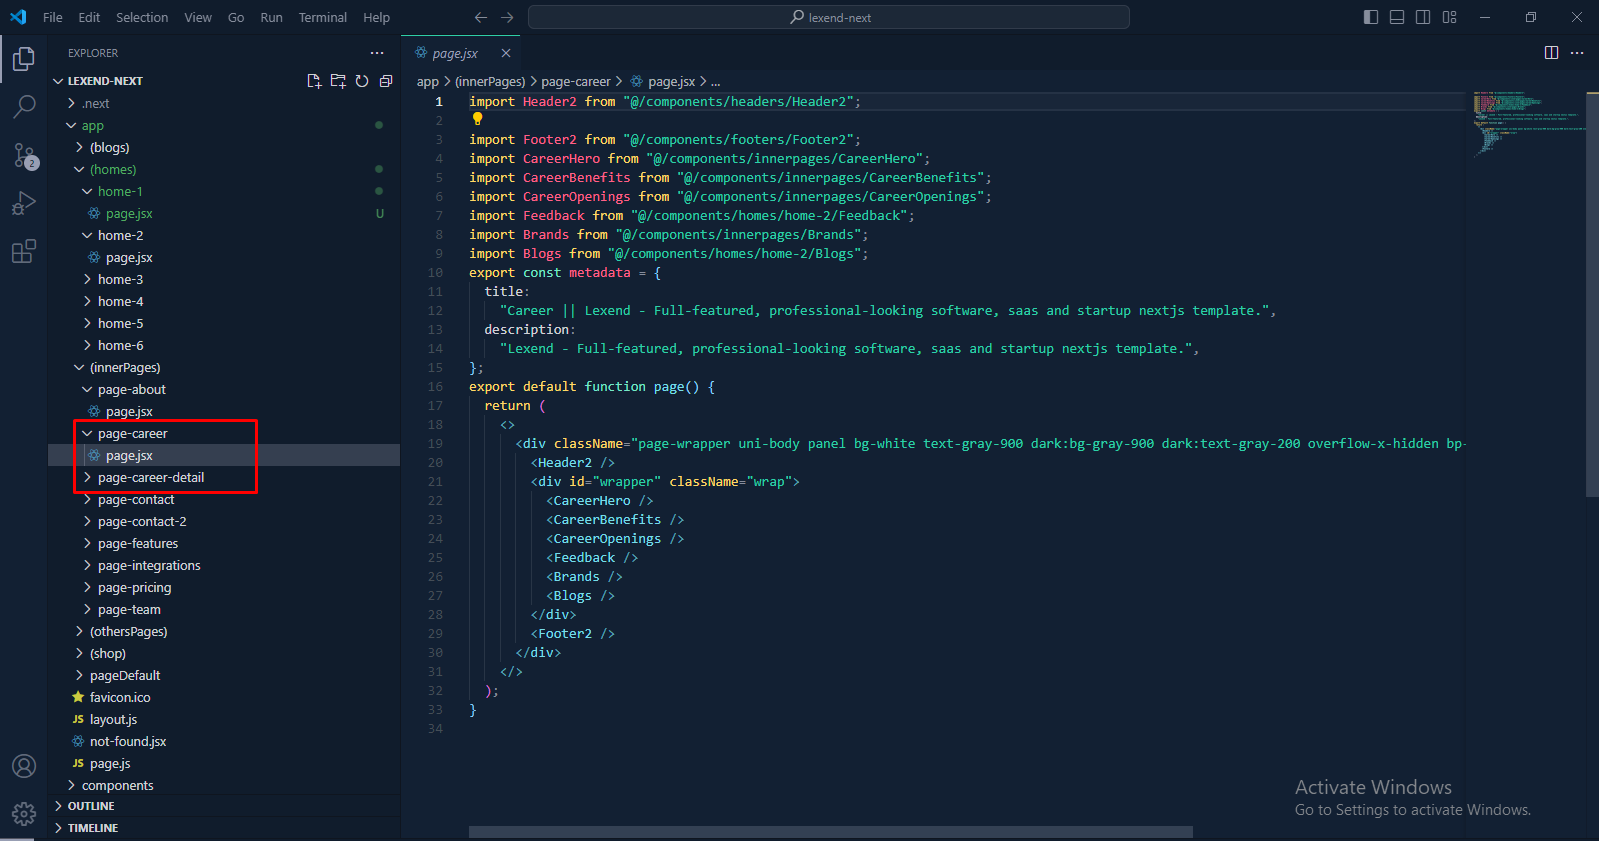 File Edit Selection View Go Run Terminal Help
lexend-next
EXPLORER
LEXEND-NEXT
.next
app
(blogs)
(homes)
home-1
page.jsx U
home-2
page.jsx
home-3
home-4
home-5
home-6
(innerPages)
page-about
page.jsx
page-career
page.jsx
page-career-detail
page-contact
page-contact-2
page-features
page-integrations
page-pricing
page-team
(othersPages)
(shop)
pageDefault
favicon.ico
JS layout.js
not-found.jsx
JS page.js
components
OUTLINE
TIMELINE
2
page.jsx
app > (innerPages) > page-career > page.jsx > ...
1 import Header2 from "@/components/headers/Header2";
2
3 import Footer2 from "@/components/footers/Footer2";
4 import CareerHero from "@/components/innerpages/CareerHero";
5 import CareerBenefits from "@/components/innerpages/CareerBenefits";
6 import CareerOpenings from "@/components/innerpages/CareerOpenings";
7 import Feedback from "@/components/homes/home-2/Feedback";
8 import Brands from "@/components/innerpages/Brands";
9 import Blogs from "@/components/homes/home-2/Blogs";
10 export const metadata = {
11 title:
12 "Career || Lexend - Full-featured, professional-looking software, saas and startup nextjs template.",
13 description:
14 "Lexend - Full-featured, professional-looking software, saas and startup nextjs template.",
15 };
16 export default function page() {
17 return (
18 <>
19 <div className="page-wrapper uni-body panel bg-white text-gray-900 dark:bg-gray-900 dark:text-gray-200 overflow-x-hidden bp-
20 <Header2 />
21 <div id="wrapper" className="wrap">
22 <CareerHero />
23 <CareerBenefits />
24 <CareerOpenings />
25 <Feedback />
26 <Brands />
27 <Blogs />
28 </div>
29 <Footer2 />
30 </div>
31 </>
32 );
33 }
34
Activate Windows
Go to Settings to activate Windows.